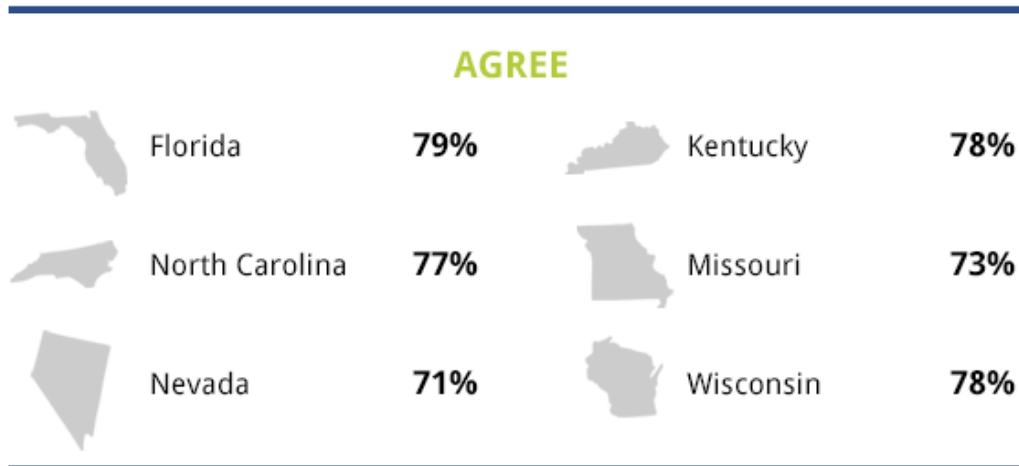 AGREE
Florida 79% Kentucky 78%
North Carolina 77% Missouri 73%
Nevada 71% Wisconsin 78%